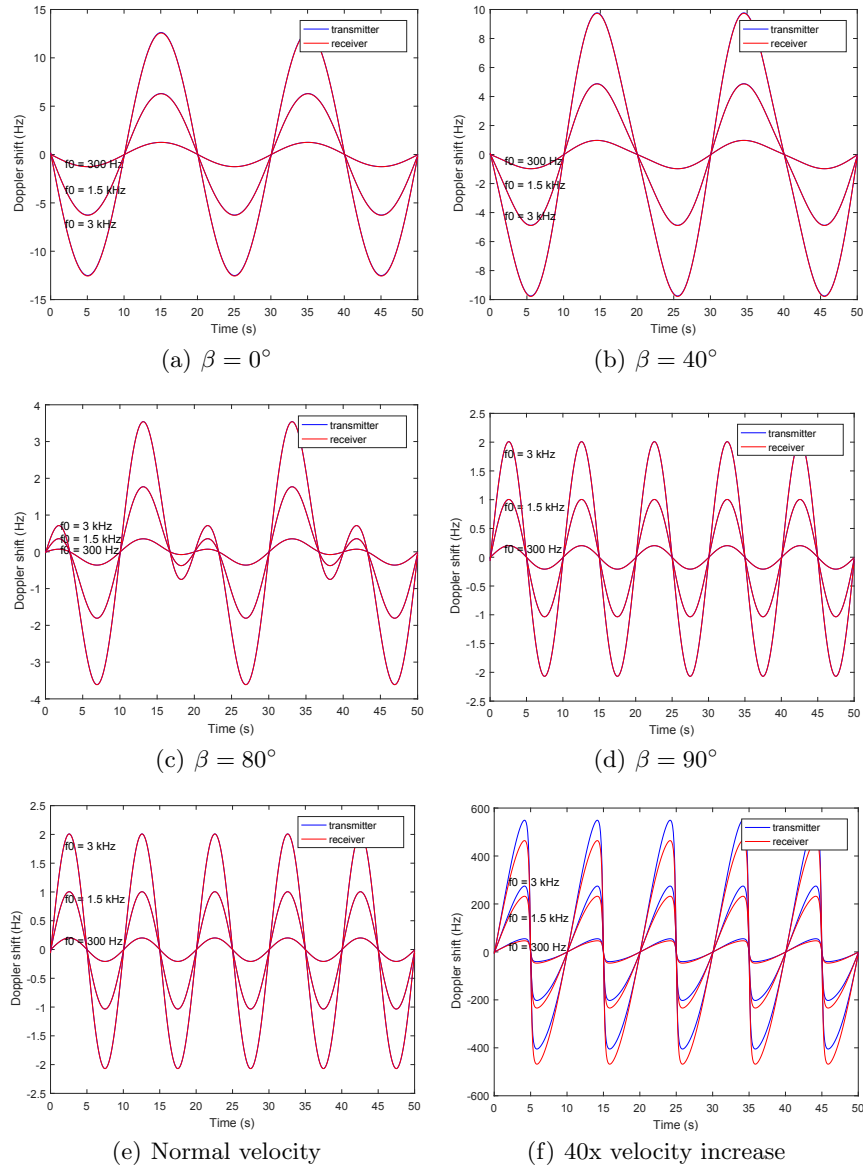 15
10
5
0
-5
-10
-15
0 5 10 15 20 25 30 35 40 45 50
Doppler shift (Hz)
Time (s)
transmitter
receiver
f0 = 300 Hz
f0 = 1.5 kHz
f0 = 3 kHz
(a) β = 0°
10
8
6
4
2
0
-2
-4
-6
-8
-10
0 5 10 15 20 25 30 35 40 45 50
Doppler shift (Hz)
Time (s)
transmitter
receiver
f0 = 300 Hz
f0 = 1.5 kHz
f0 = 3 kHz
(b) β = 40°
4
3
2
1
0
-1
-2
-3
-4
0 5 10 15 20 25 30 35 40 45 50
Doppler shift (Hz)
Time (s)
transmitter
receiver
f0 = 3 kHz
f0 = 1.5 kHz
f0 = 300 Hz
(c) β = 80°
2.5
2
1.5
1
0.5
0
-0.5
-1
-1.5
-2
-2.5
0 5 10 15 20 25 30 35 40 45 50
Doppler shift (Hz)
Time (s)
transmitter
receiver
f0 = 3 kHz
f0 = 1.5 kHz
f0 = 300 Hz
(d) β = 90°
2.5
2
1.5
1
0.5
0
-0.5
-1
-1.5
-2
-2.5
0 5 10 15 20 25 30 35 40 45 50
Doppler shift (Hz)
Time (s)
transmitter
receiver
f0 = 3 kHz
f0 = 1.5 kHz
f0 = 300 Hz
(e) Normal velocity
600
400
200
0
-200
-400
-600
0 5 10 15 20 25 30 35 40 45 50
Doppler shift (Hz)
Time (s)
transmitter
receiver
f0 = 3 kHz
f0 = 1.5 kHz
f0 = 300 Hz
(f) 40x velocity increase